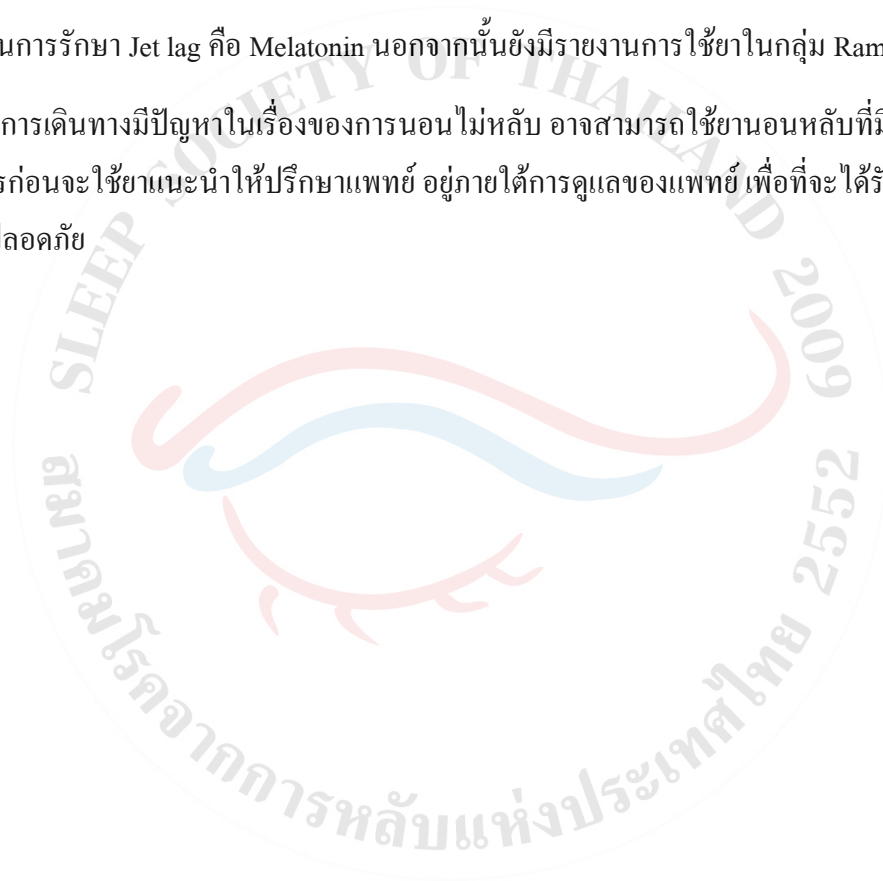 นการรักษา Jet lag คือ Melatonin นอกจากนั้นยังมีรายงานการใช้ยาในกลุ่ม Ram
การเดินทางมีปัญหาในเรื่องของการนอนไม่หลับ อาจสามารถใช้ยานอนหลับที่มี
รก่อนจะใช้ยาแนะนำให้ปรึกษาแพทย์ อยู่ภายใต้การดูแลของแพทย์ เพื่อที่จะได้รั
ปลอดภัย
SLEEP SOCIETY OF THAILAND 2009
สมาคมโรคจากการหลับแห่งประเทศไทย 2552